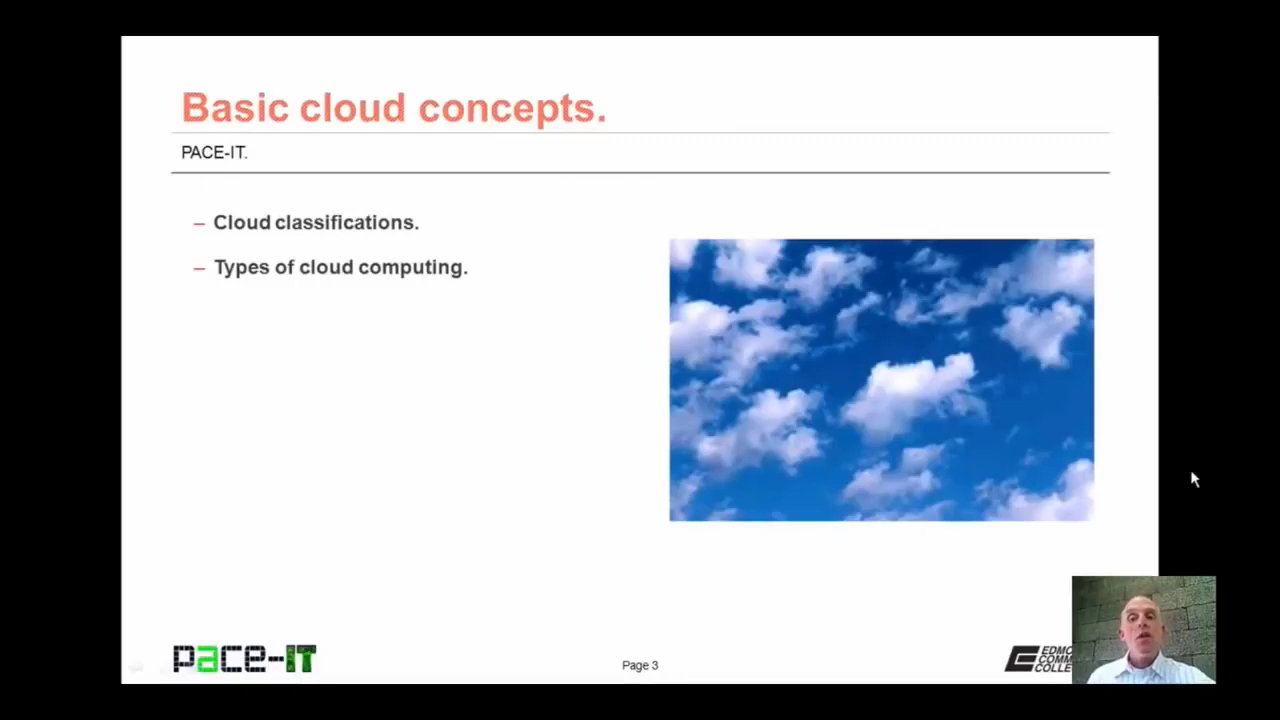 Basic cloud concepts.
PACE-IT.
– Cloud classifications.
– Types of cloud computing.
pace-IT
Page 3